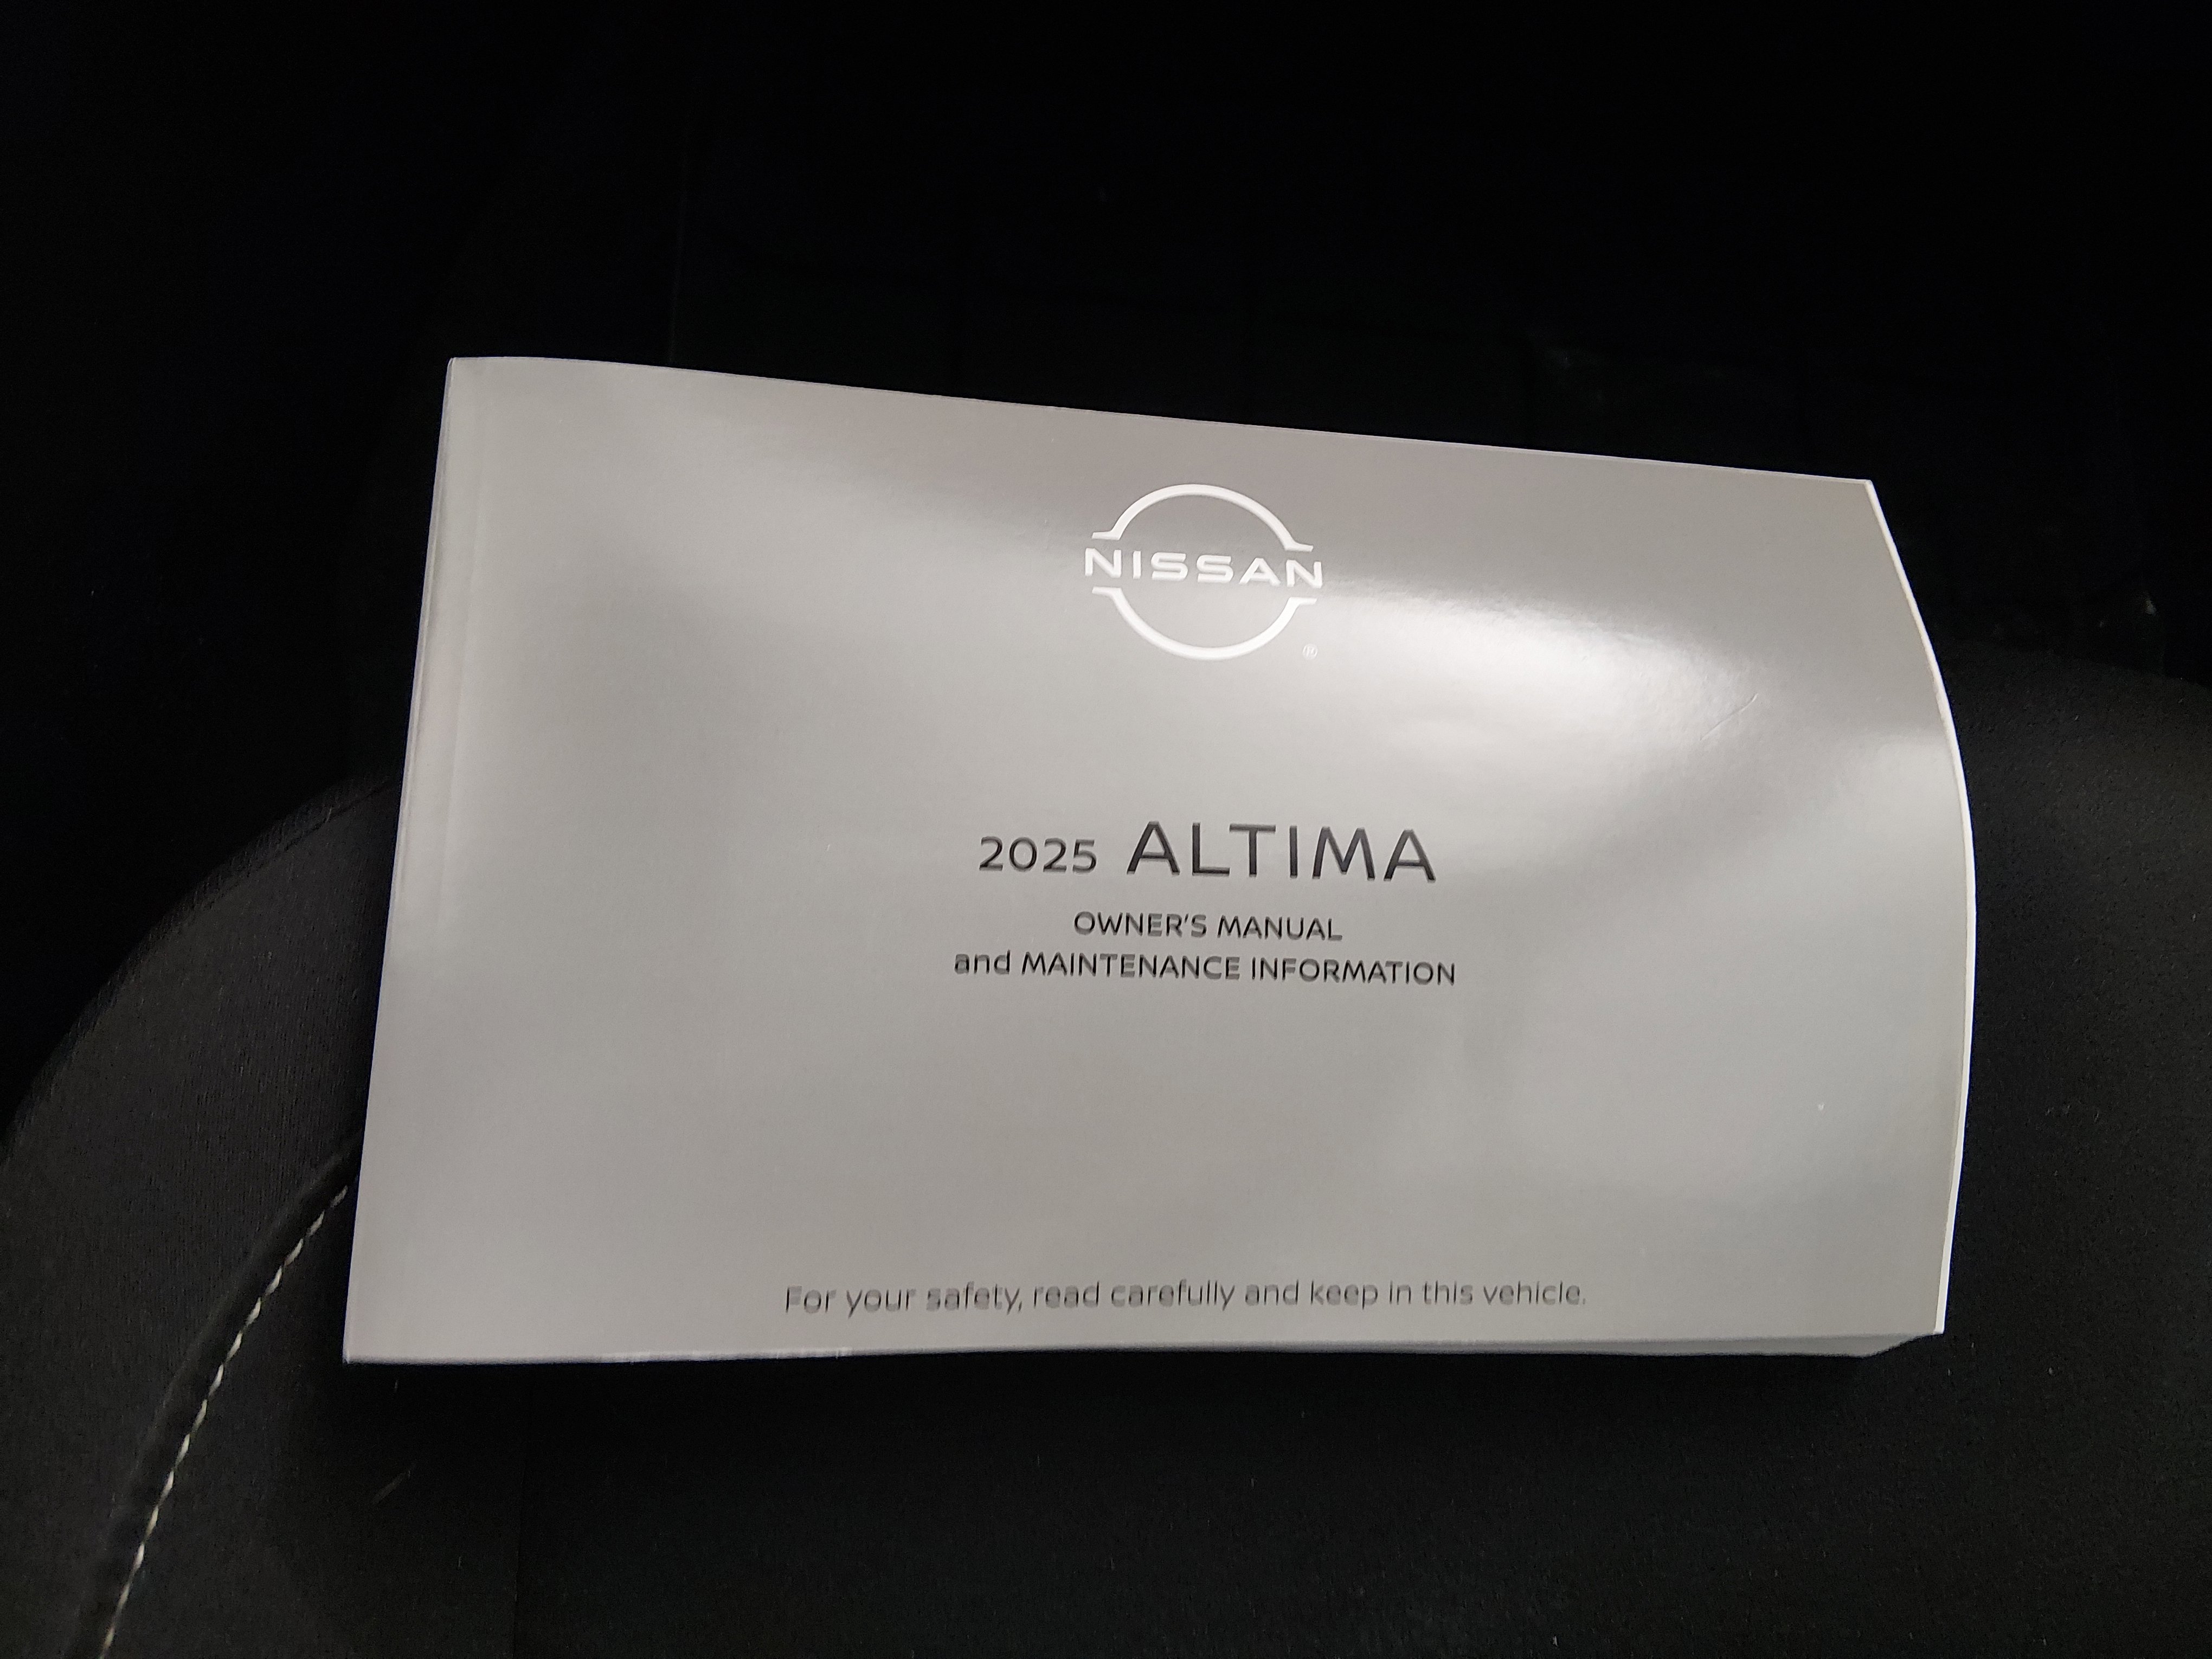 NISSAN
®
2025 ALTIMA
OWNER'S MANUAL
and MAINTENANCE INFORMATION
For your safety, read carefully and keep in this vehicle.